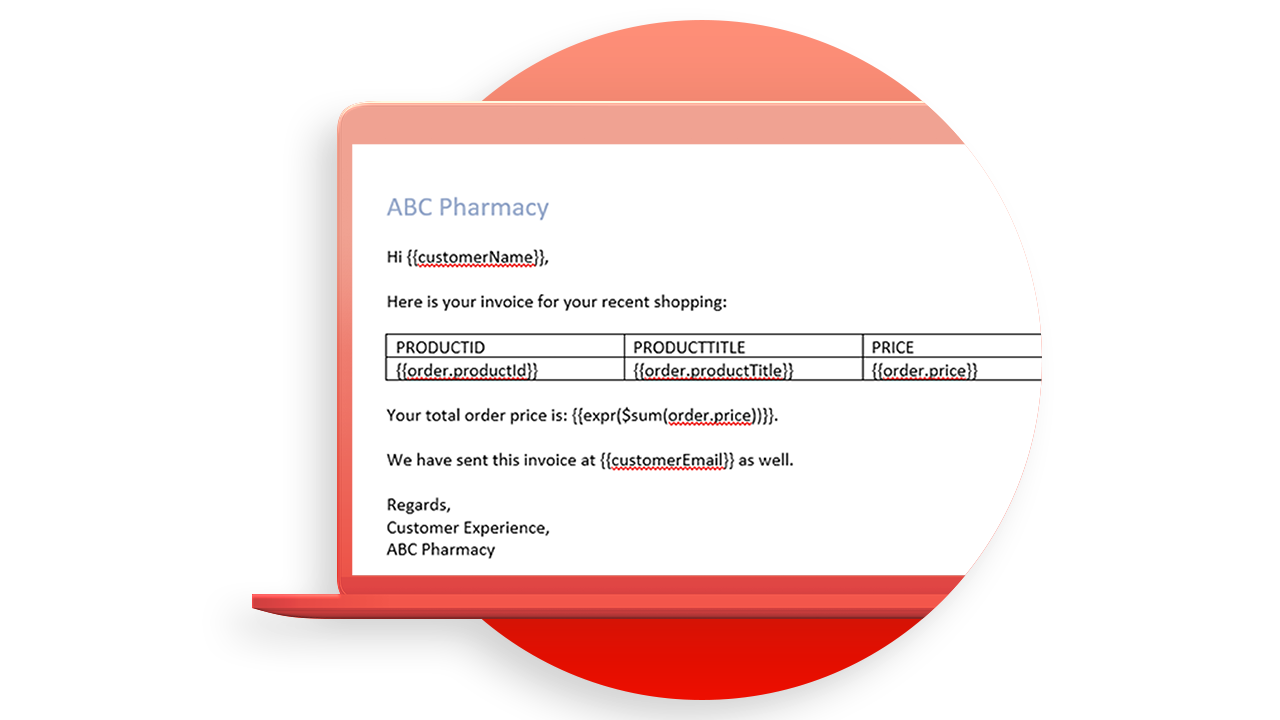 ABC Pharmacy
Hi {{customerName}},
Here is your invoice for your recent shopping:
PRODUCTID PRODUCTTITLE PRICE
{{order.productId}} {{order.productTitle}} {{order.price}}
Your total order price is: {{expr($sum(order.price))}}.
We have sent this invoice at {{customerEmail}} as well.
Regards,
Customer Experience,
ABC Pharmacy